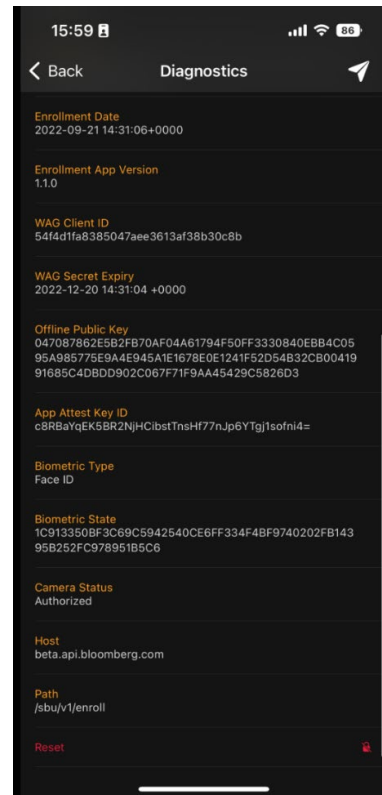 15:59
86
Back
Diagnostics
Enrollment Date
2022-09-21 14:31:06+0000
Enrollment App Version
1.1.0
WAG Client ID
54f4d1fa8385047aee3613af38b30c8b
WAG Secret Expiry
2022-12-20 14:31:04 +0000
Offline Public Key
047087862E5B2FB70AF04A61794F50FF3330840EBB4C05
95A985775E9A4E945A1E1678E0E1241F52D54B32CB00419
91685C4DBDD902C067F71F9AA45429C5826D3
App Attest Key ID
c8RBaYqEK5BR2NjHCibstTnsHf77nJp6YTgj1sofni4=
Biometric Type
Face ID
Biometric State
1C913350BF3C69C5942540CE6FF334F4BF9740202FB143
95B252FC978951B5C6
Camera Status
Authorized
Host
beta.api.bloomberg.com
Path
/sbu/v1/enroll
Reset